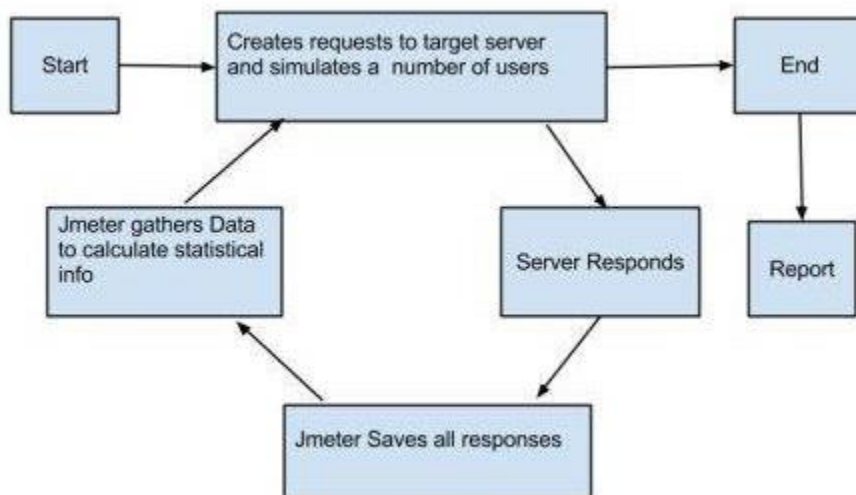 Start
Creates requests to target server
and simulates a number of users
End
Jmeter gathers Data
to calculate statistical
info
Server Responds
Report
Jmeter Saves all responses